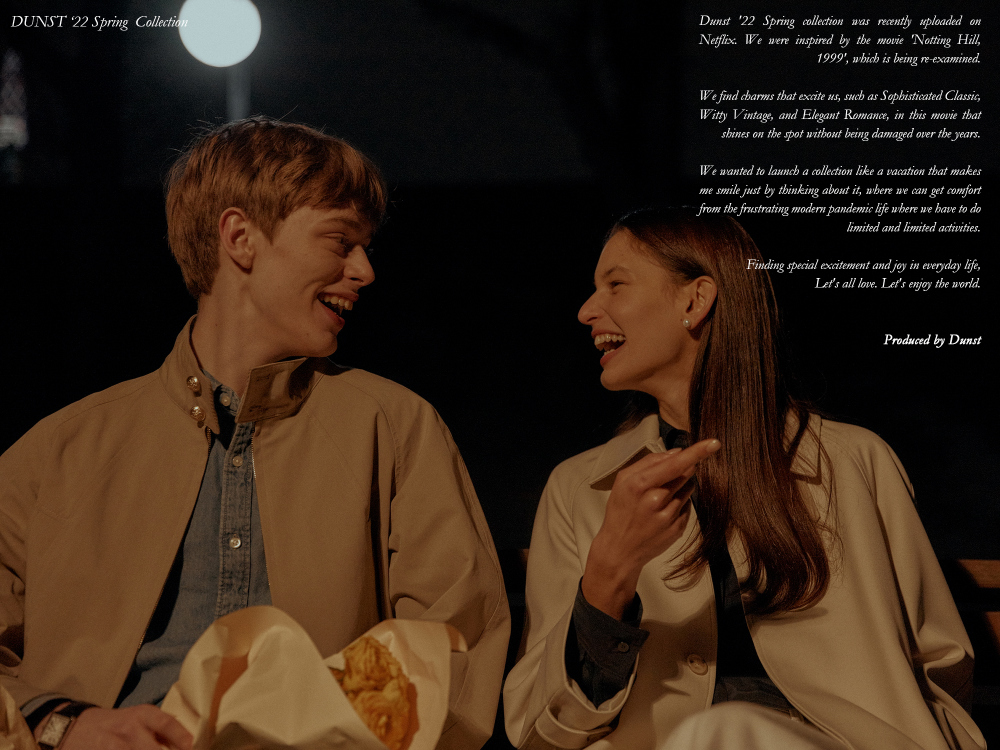 DUNST ‘22 Spring Collection
Dunst '22 Spring collection was recently uploaded on
Netflix. We were inspired by the movie 'Notting Hill,
1999', which is being re-examined.
We find charms that excite us, such as Sophisticated Classic,
Witty Vintage, and Elegant Romance, in this movie that
shines on the spot without being damaged over the years.
We wanted to launch a collection like a vacation that makes
me smile just by thinking about it, where we can get comfort
from the frustrating modern pandemic life where we have to do
limited and limited activities.
Finding special excitement and joy in everyday life,
Let's all love. Let's enjoy the world.
Produced by Dunst